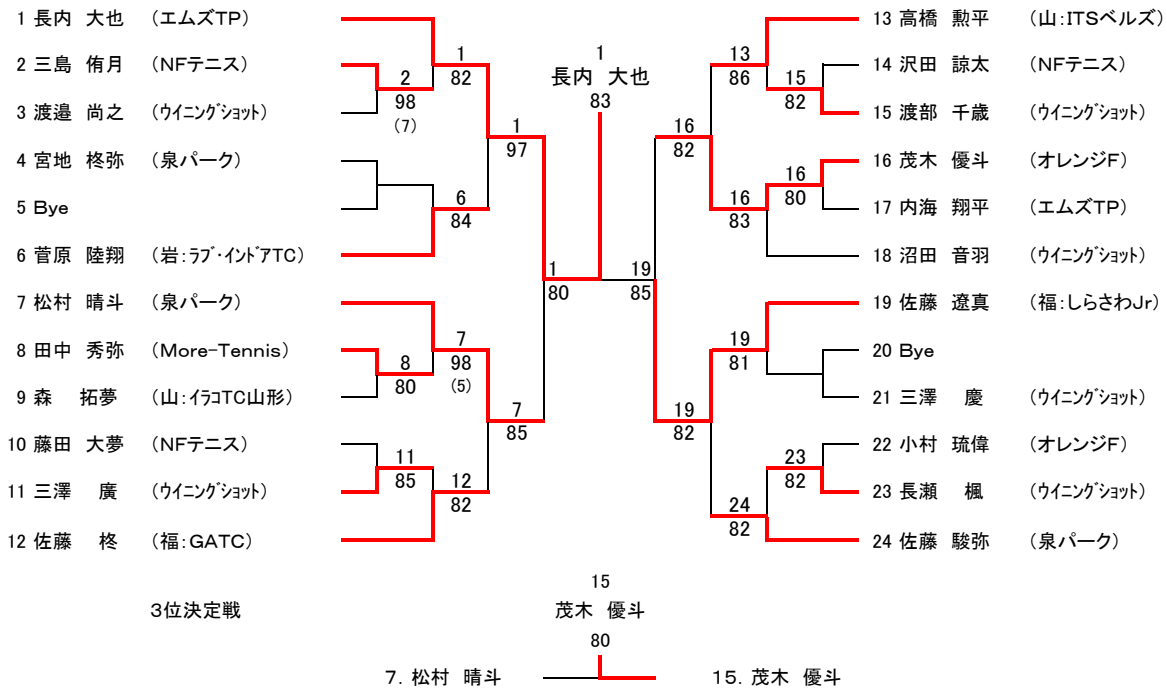 1 長内 大也 （エムズTP）
2 三島 侑月 （NFテニス）
3 渡邉 尚之 （ウイニングショット）
4 宮地 柊弥 （泉パーク）
5 Bye
6 菅原 陸翔 （岩：ラブ・インドアTC）
7 松村 晴斗 （泉パーク）
8 田中 秀弥 （More-Tennis）
9 森 拓夢 （山：イラコTC山形）
10 藤田 大夢 （NFテニス）
11 三澤 廣 （ウイニングショット）
12 佐藤 柊 （福：GATC）
2
98
(7)
8
80
11
85
1
82
6
84
7
98
(5)
12
82
1
97
7
85
1
80
1
長内 大也
83
19
85
16
82
19
82
13
86
16
83
19
81
24
82
15
82
16
80
23
82
13 高橋 勲平 （山：ITSベルズ）
14 沢田 諒太 （NFテニス）
15 渡部 千歳 （ウイニングショット）
16 茂木 優斗 （オレンジF）
17 内海 翔平 （エムズTP）
18 沼田 音羽 （ウイニングショット）
19 佐藤 遼真 （福：しらさわJr）
20 Bye
21 三澤 慶 （ウイニングショット）
22 小村 琉偉 （オレンジF）
23 長瀬 楓 （ウイニングショット）
24 佐藤 駿弥 （泉パーク）
3位決定戦
15
茂木 優斗
80
7. 松村 晴斗
15. 茂木 優斗